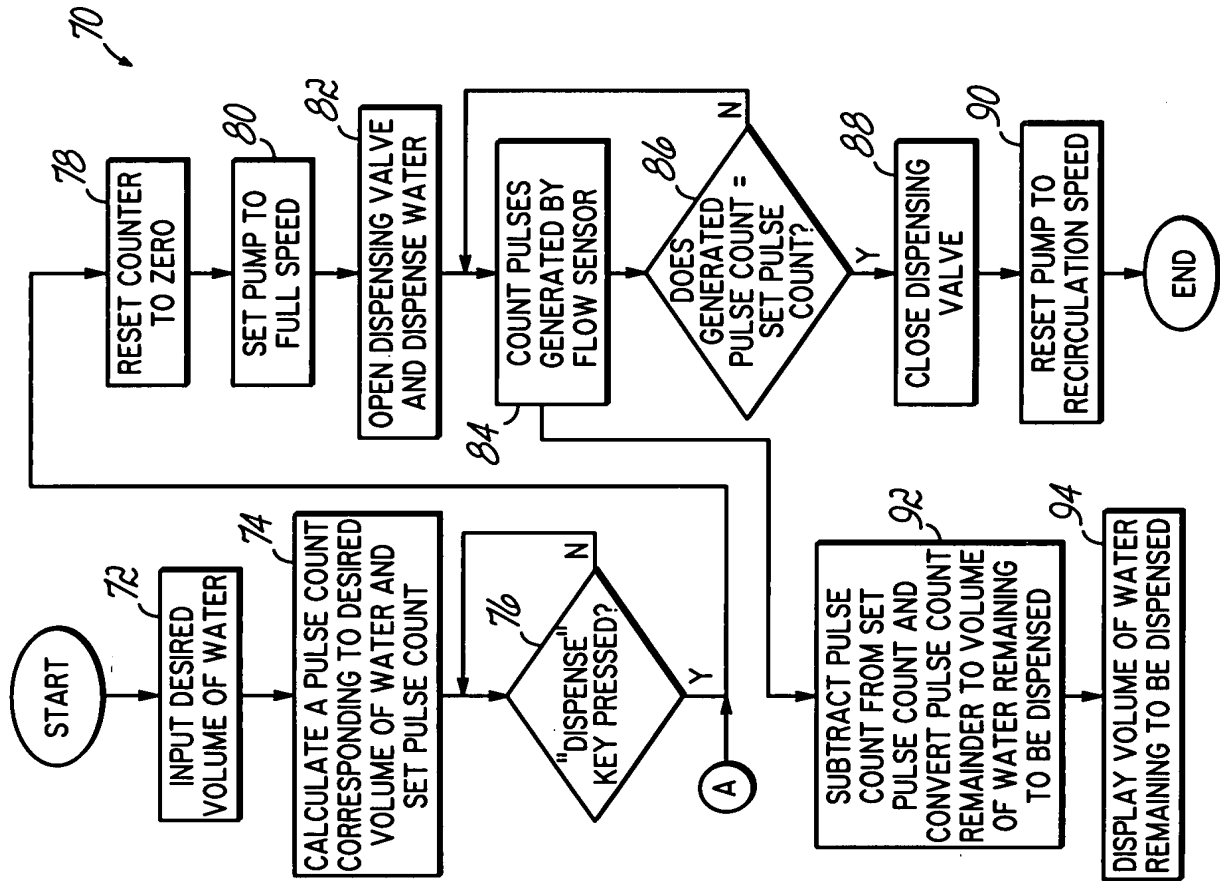 70
START
72
INPUT DESIRED
VOLUME OF WATER
74
CALCULATE A PULSE COUNT
CORRESPONDING TO DESIRED
VOLUME OF WATER AND
SET PULSE COUNT
76
"DISPENSE"
KEY PRESSED?
N
Y
A
78
RESET COUNTER
TO ZERO
80
SET PUMP TO
FULL SPEED
82
OPEN DISPENSING VALVE
AND DISPENSE WATER
84
COUNT PULSES
GENERATED BY
FLOW SENSOR
86
DOES
GENERATED
PULSE COUNT =
SET PULSE
COUNT?
N
Y
88
CLOSE DISPENSING
VALVE
90
RESET PUMP TO
RECIRCULATION SPEED
END
92
SUBTRACT PULSE
COUNT FROM SET
PULSE COUNT AND
CONVERT PULSE COUNT
REMAINDER TO VOLUME
OF WATER REMAINING
TO BE DISPENSED
94
DISPLAY VOLUME OF WATER
REMAINING TO BE DISPENSED